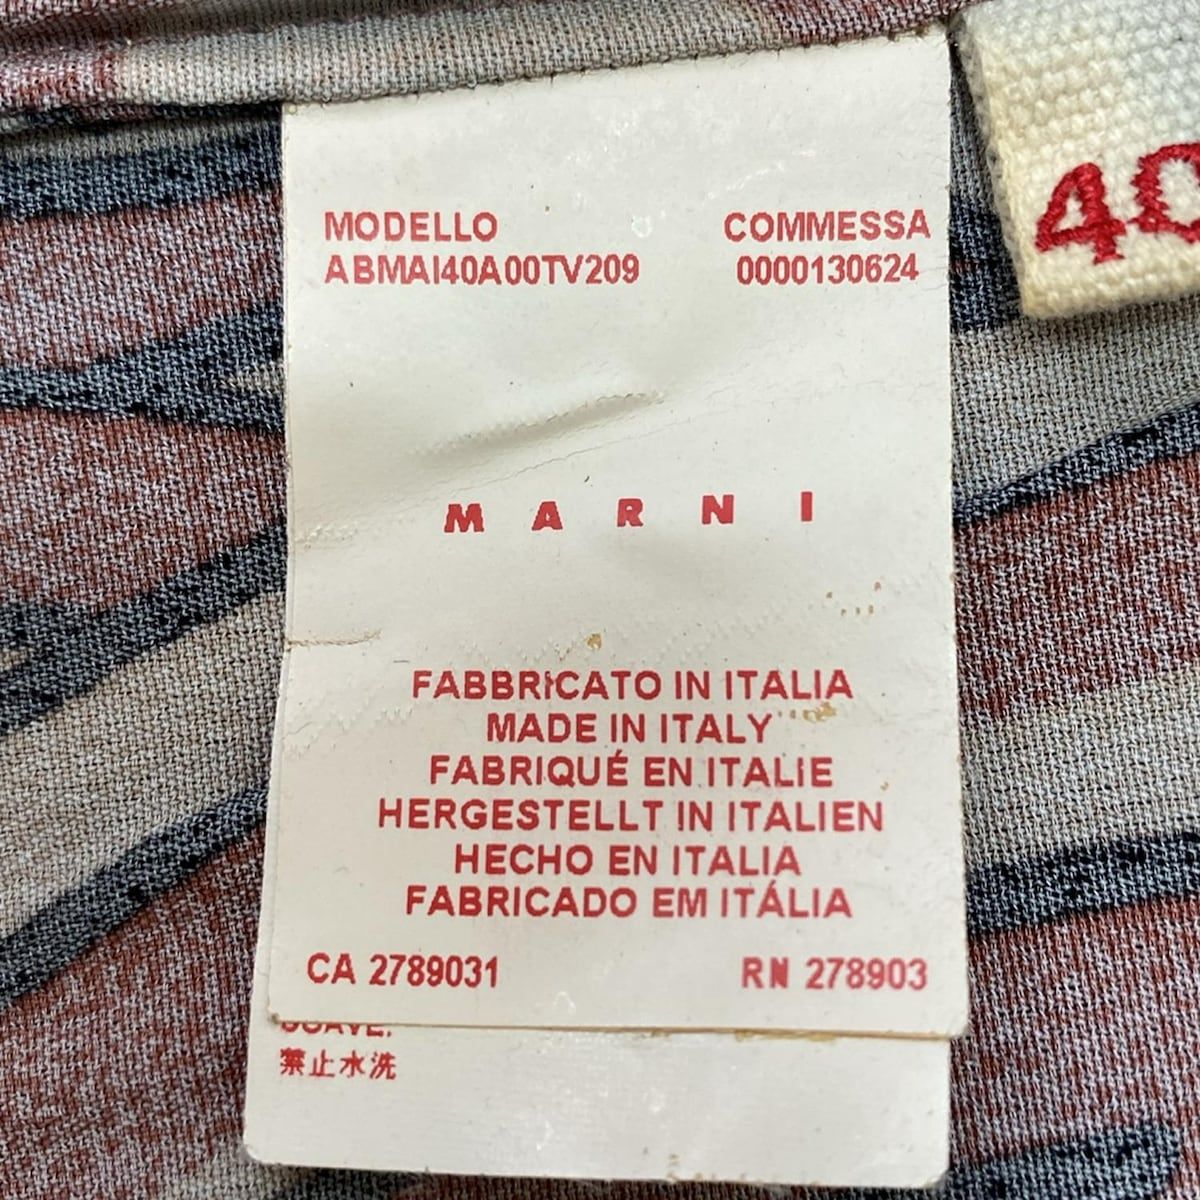 MODELLO COMMESSA
ABMAI40A00TV209 0000130624
40
M A R N I
FABBRICATO IN ITALIA
MADE IN ITALY
FABRIQUÉ EN ITALIE
HERGESTELLT IN ITALIEN
HECHO EN ITALIA
FABRICADO EM ITÁLIA
CA 2789031 RN 278903
禁止水洗